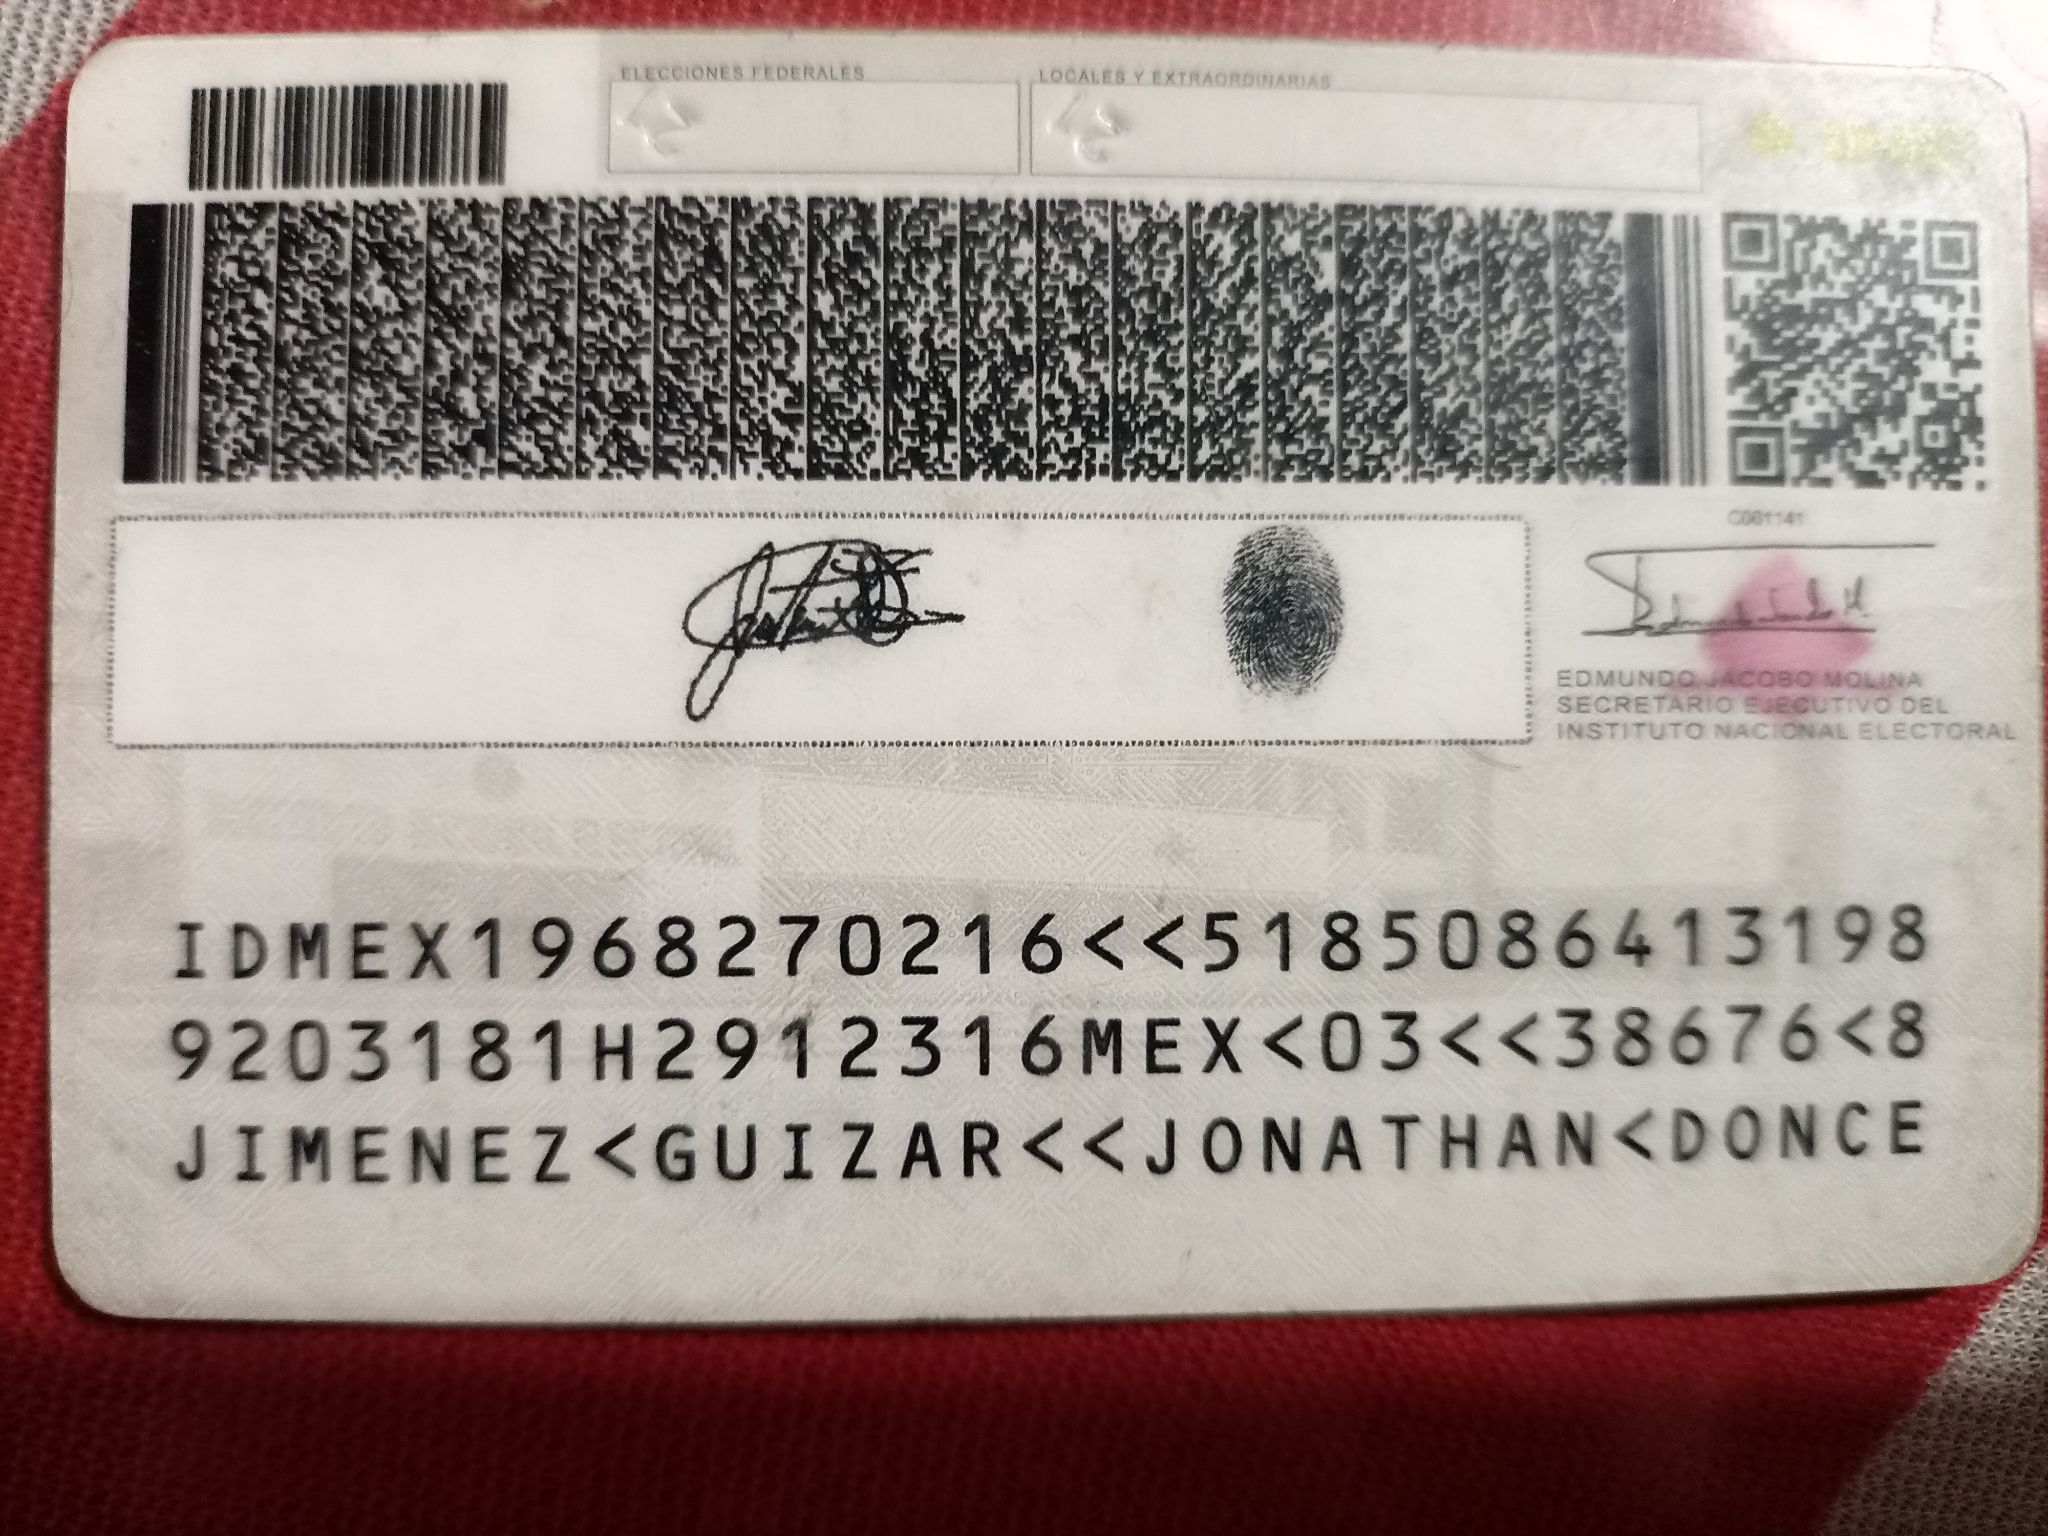 ELECCIONES FEDERALES
LOCALES Y EXTRAORDINARIAS
C001141
EDMUNDO JACOBO MOLINA
SECRETARIO EJECUTIVO DEL
INSTITUTO NACIONAL ELECTORAL
IDMEX1968270216<<5185086413198
9203181H2912316MEX<03<<38676<8
JIMENEZ<GUIZAR<<JONATHAN<DONCE